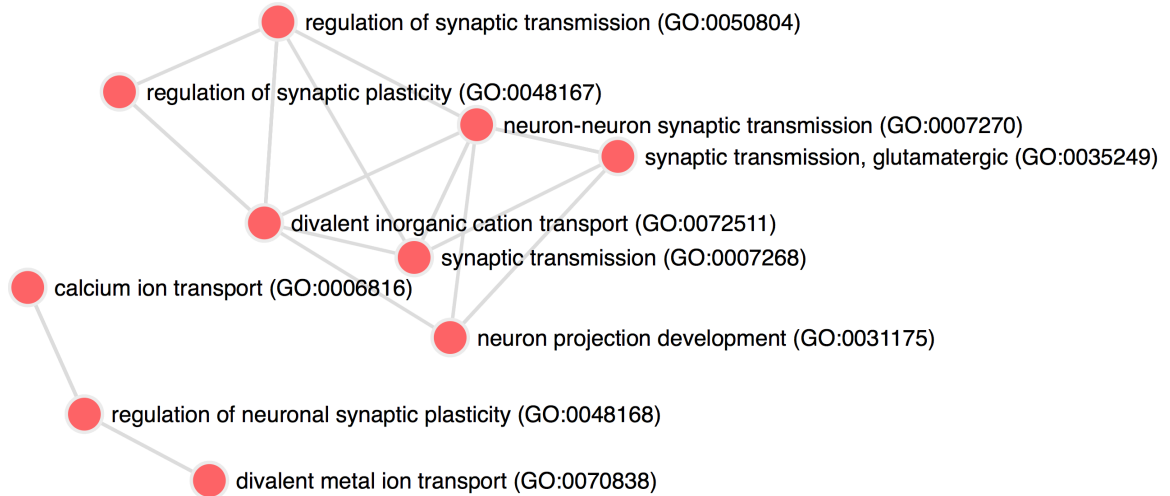 regulation of synaptic transmission (GO:0050804)
regulation of synaptic plasticity (GO:0048167)
neuron-neuron synaptic transmission (GO:0007270)
synaptic transmission, glutamatergic (GO:0035249)
divalent inorganic cation transport (GO:0072511)
synaptic transmission (GO:0007268)
calcium ion transport (GO:0006816)
neuron projection development (GO:0031175)
regulation of neuronal synaptic plasticity (GO:0048168)
divalent metal ion transport (GO:0070838)